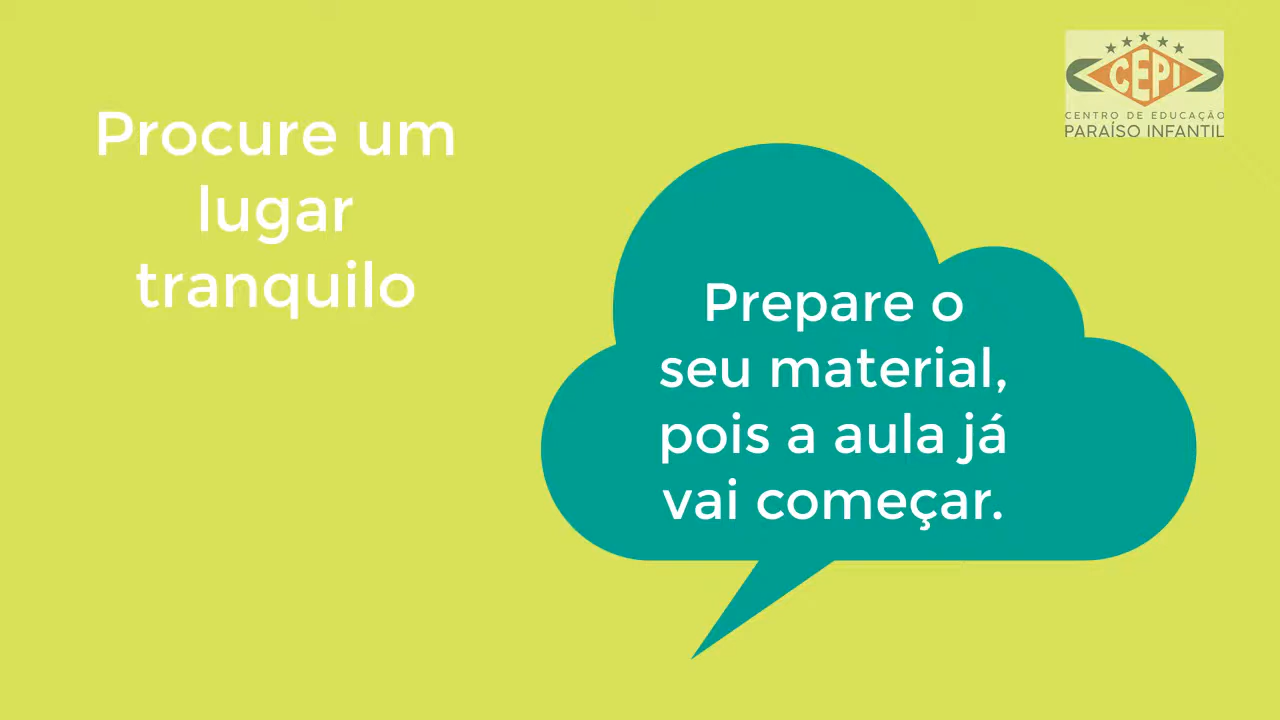 Procure um
lugar
tranquilo
CEPI
CENTRO DE EDUCAÇÃO
PARAÍSO INFANTIL
Prepare o
seu material,
pois a aula já
vai começar.